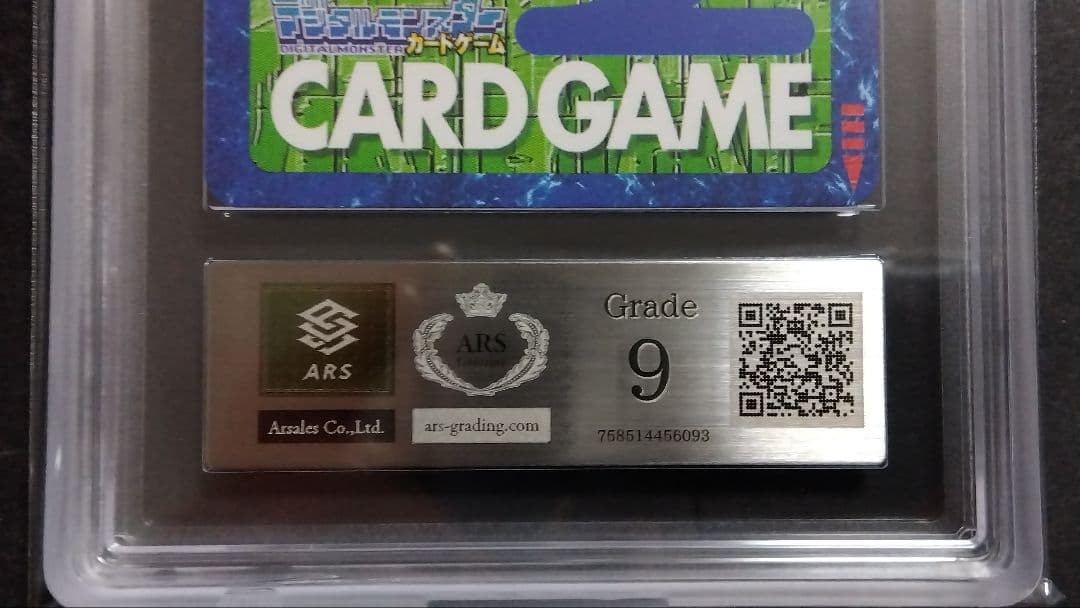 デジタルモンスター
DIGITALMONSTER
カードゲーム
CARD GAME
ARS
Arsales Co.,Ltd.
ARS
ars-grading.com
Grade
9
758514456093